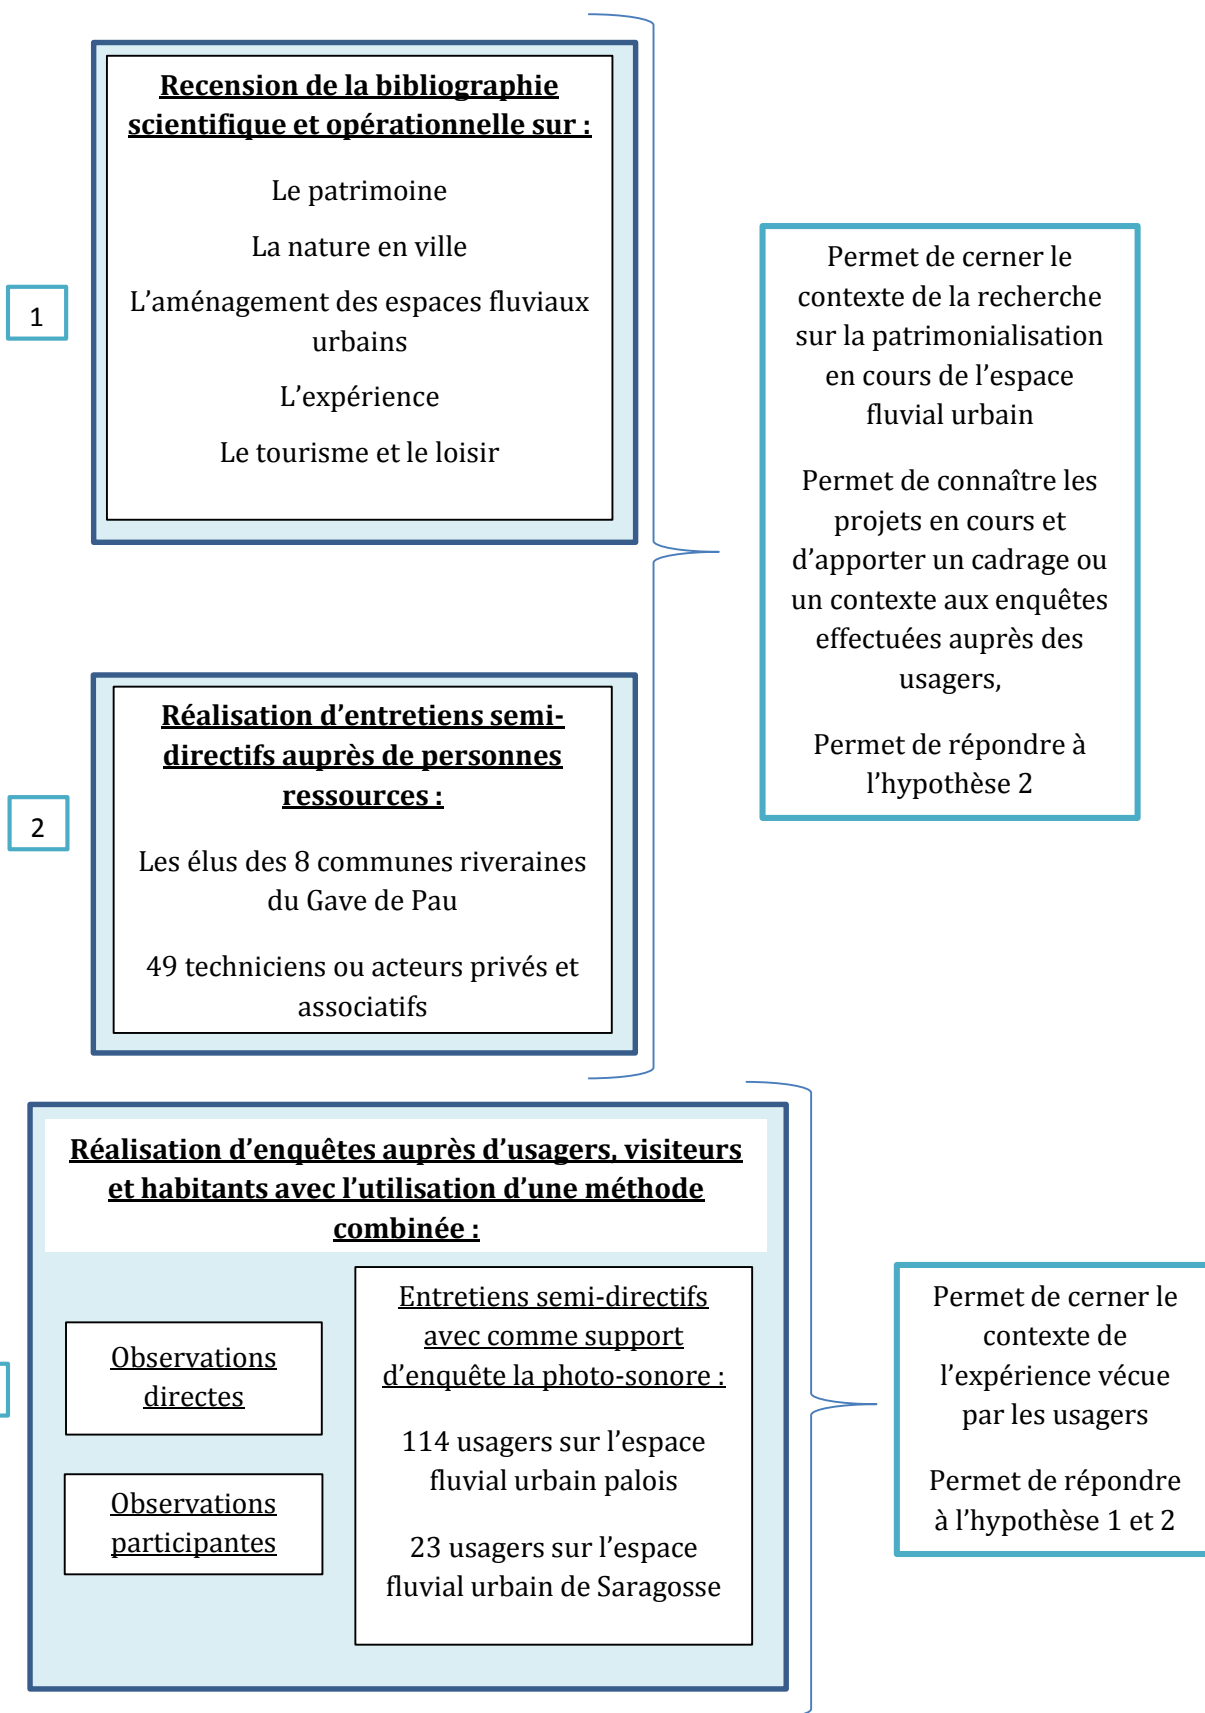 Recension de la bibliographie
scientifique et opérationnelle sur :
Le patrimoine
La nature en ville
L’aménagement des espaces fluviaux
urbains
L’expérience
Le tourisme et le loisir
1
Permet de cerner le
contexte de la recherche
sur la patrimonialisation
en cours de l’espace
fluvial urbain
Permet de connaître les
projets en cours et
d’apporter un cadrage ou
un contexte aux enquêtes
effectuées auprès des
usagers,
Permet de répondre à
l’hypothèse 2
Réalisation d’entretiens semi-
directifs auprès de personnes
ressources :
Les élus des 8 communes riveraines
du Gave de Pau
49 techniciens ou acteurs privés et
associatifs
2
Réalisation d’enquêtes auprès d’usagers, visiteurs
et habitants avec l’utilisation d’une méthode
combinée :
Observations
directes
Observations
participantes
Entretiens semi-directifs
avec comme support
d’enquête la photo-sonore :
114 usagers sur l’espace
fluvial urbain palois
23 usagers sur l’espace
fluvial urbain de Saragosse
Permet de cerner le
contexte de
l’expérience vécue
par les usagers
Permet de répondre
à l’hypothèse 1 et 2